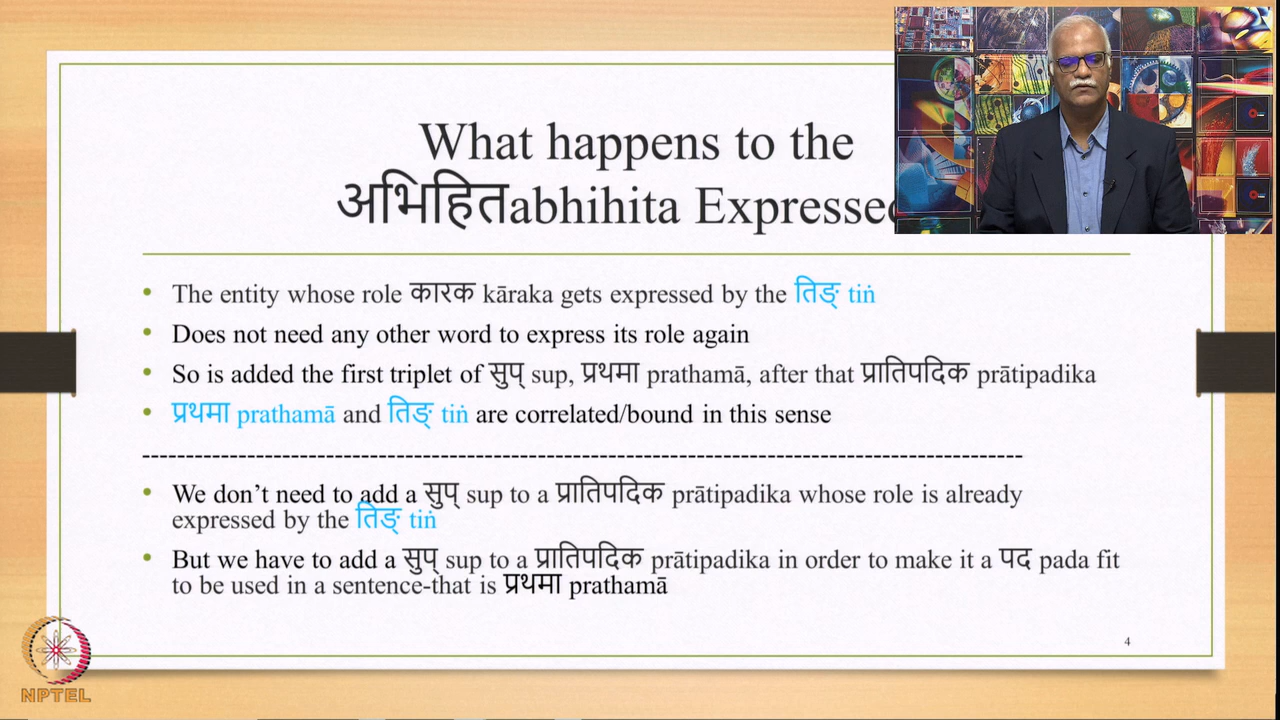 What happens to the
अभिहितabhihita Expressed
• The entity whose role कारक kāraka gets expressed by the तिङ् tiṅ
• Does not need any other word to express its role again
• So is added the first triplet of सुप् sup, प्रथमा prathamā, after that प्रातिपदिक prātipadika
• प्रथमा prathamā and तिङ् tiṅ are correlated/bound in this sense
--------------------------------------------------------------------------------------------------
• We don’t need to add a सुप् sup to a प्रातिपदिक prātipadika whose role is already
expressed by the तिङ् tiṅ
• But we have to add a सुप् sup to a प्रातिपदिक prātipadika in order to make it a पद pada fit
to be used in a sentence-that is प्रथमा prathamā
4
NPTEL